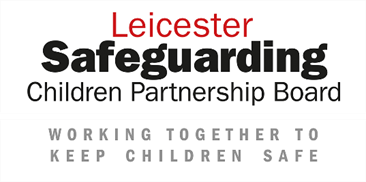 Leicester
Safeguarding
Children Partnership Board
WORKING TOGETHER TO
KEEP CHILDREN SAFE